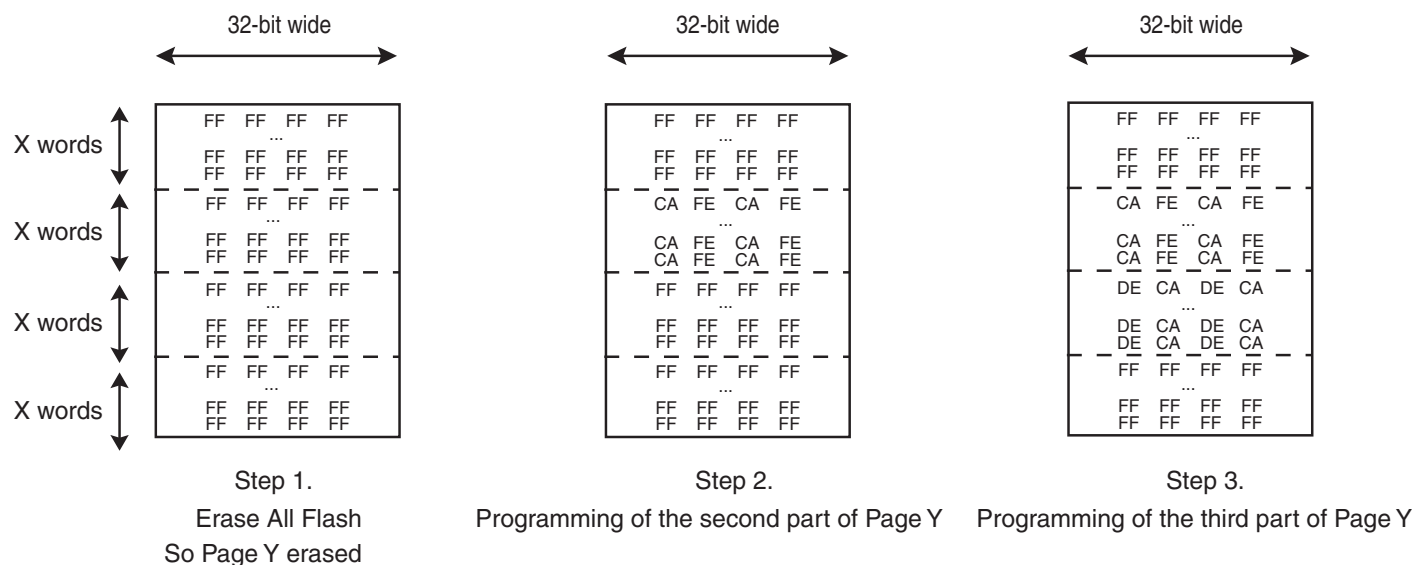 32-bit wide
32-bit wide
32-bit wide
X words
X words
X words
X words
FF FF FF FF
...
FF FF FF FF
FF FF FF FF
FF FF FF FF
...
FF FF FF FF
FF FF FF FF
FF FF FF FF
...
FF FF FF FF
FF FF FF FF
FF FF FF FF
...
FF FF FF FF
FF FF FF FF
Step 1.
Erase All Flash
So Page Y erased
FF FF FF FF
...
FF FF FF FF
FF FF FF FF
CA FE CA FE
...
CA FE CA FE
CA FE CA FE
FF FF FF FF
...
FF FF FF FF
FF FF FF FF
FF FF FF FF
...
FF FF FF FF
FF FF FF FF
Step 2.
Programming of the second part of Page Y
FF FF FF FF
...
FF FF FF FF
FF FF FF FF
CA FE CA FE
...
CA FE CA FE
CA FE CA FE
DE CA DE CA
...
DE CA DE CA
DE CA DE CA
FF FF FF FF
...
FF FF FF FF
FF FF FF FF
Step 3.
Programming of the third part of Page Y